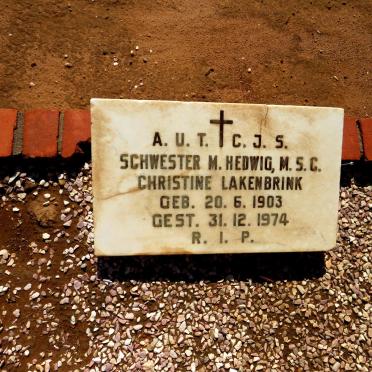 A. U. T. † C. J. S.
SCHWESTER M. HEDWIG, M. S. C.
CHRISTINE LAKENBRINK
GEB. 20. 6. 1903
GEST. 31. 12. 1974
R. I. P.